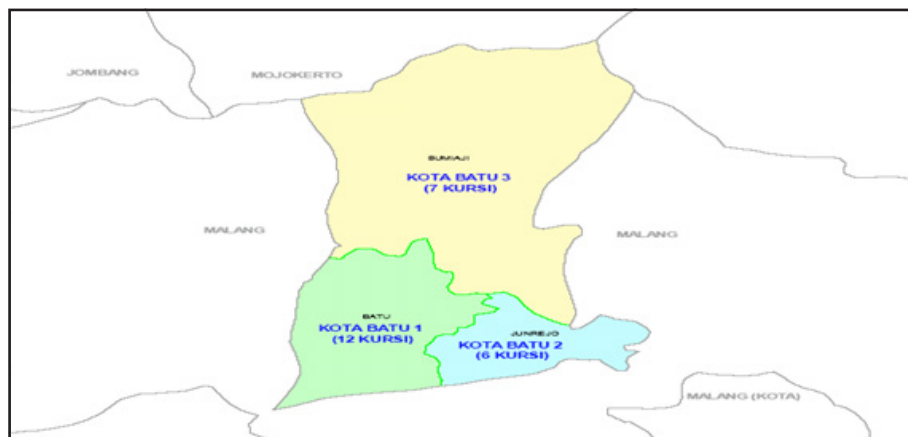 JOMBANG
MOJOKERTO
BUMIAJI
KOTA BATU 3
(7 KURSI)
MALANG
MALANG
BATU
KOTA BATU 1
(12 KURSI)
JUNREJO
KOTA BATU 2
(6 KURSI)
MALANG (KOTA)